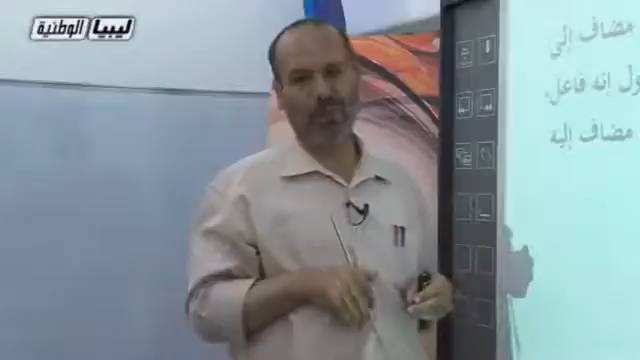 ليبيا الوطنية
مضاف إلى
ول إنه فاعل،
مضاف إليه